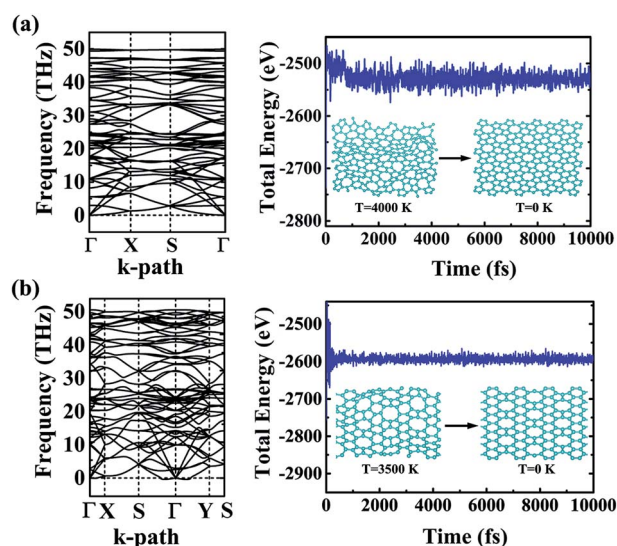 (a)
Frequency (THz)
50
40
30
20
10
0
Γ X S Γ
k-path
Total Energy (eV)
-2500
-2600
-2700
-2800
T=4000 K T=0 K
0 2000 4000 6000 8000 10000
Time (fs)
(b)
Frequency (THz)
50
40
30
20
10
0
Γ X S Γ Y S
k-path
Total Energy (eV)
-2500
-2600
-2700
-2800
-2900
T=3500 K T=0 K
0 2000 4000 6000 8000 10000
Time (fs)